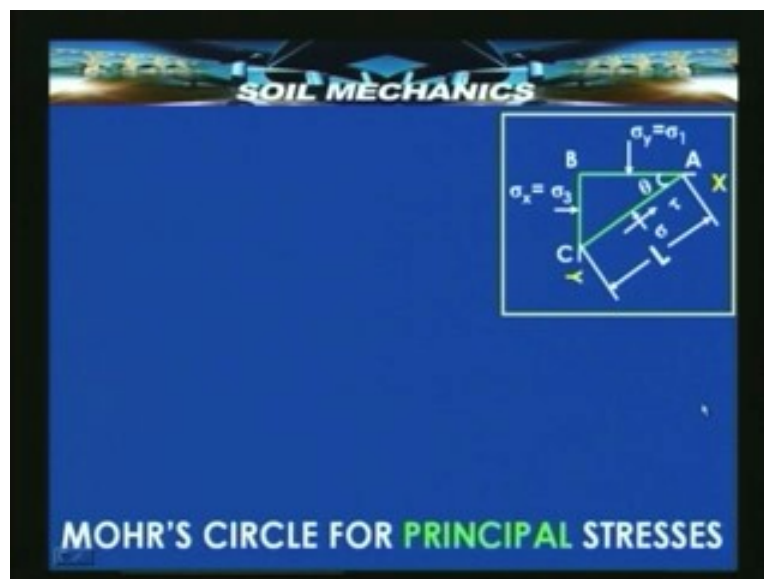 SOIL MECHANICS
σy=σ1
B A
θ X
σx= σ3
τ
σ
C L
Y
MOHR'S CIRCLE FOR PRINCIPAL STRESSES